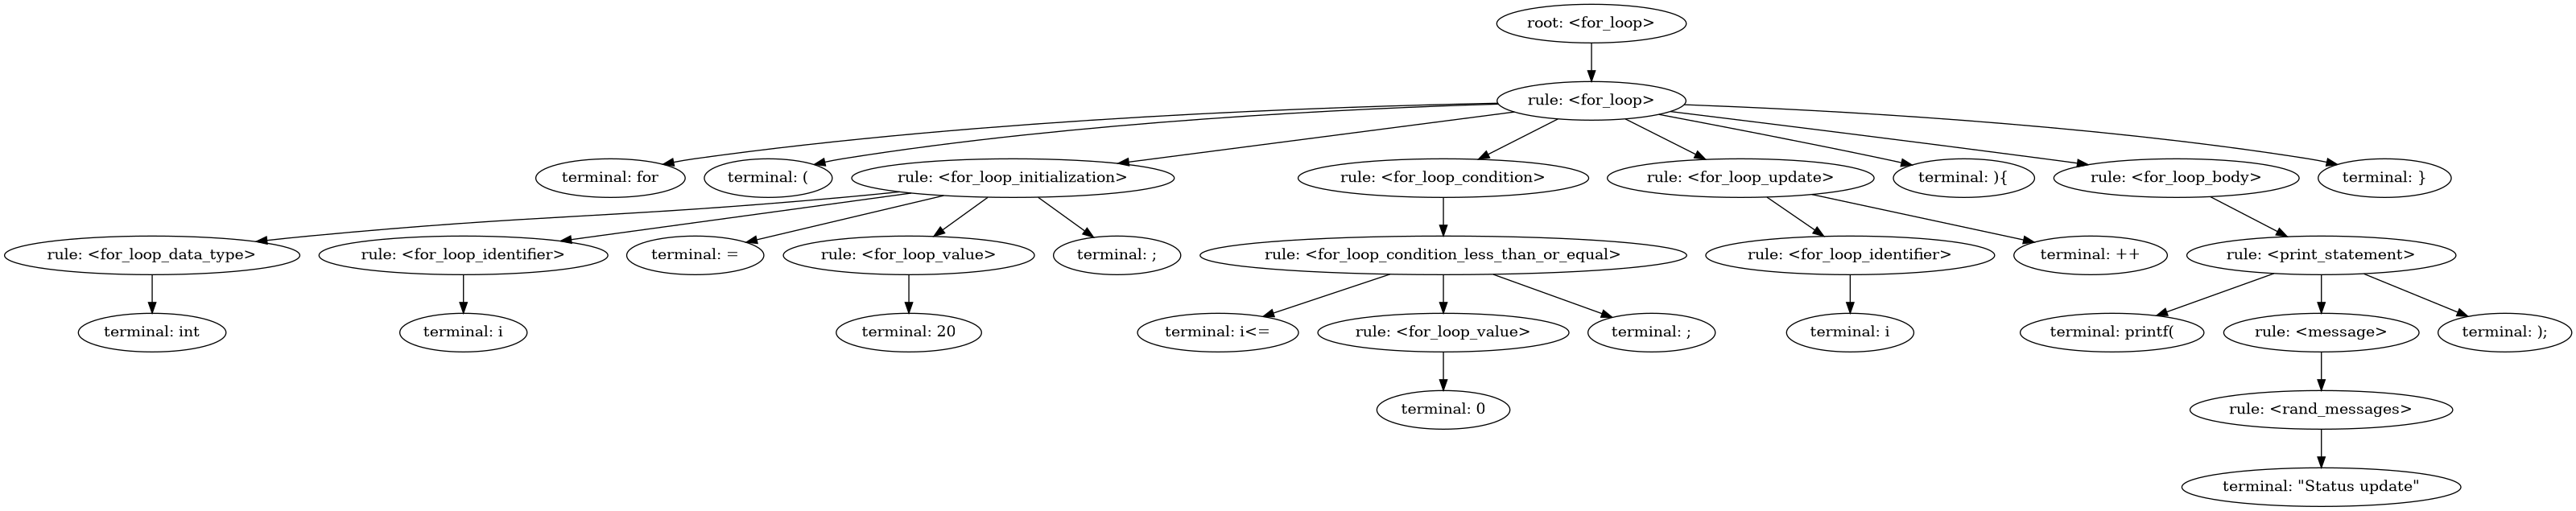 root: <for_loop>
rule: <for_loop>
terminal: for
terminal: (
rule: <for_loop_initialization>
rule: <for_loop_condition>
rule: <for_loop_update>
terminal: ){
rule: <for_loop_body>
terminal: }
rule: <for_loop_data_type>
rule: <for_loop_identifier>
terminal: =
rule: <for_loop_value>
terminal: ;
rule: <for_loop_condition_less_than_or_equal>
rule: <for_loop_identifier>
terminal: ++
rule: <print_statement>
terminal: int
terminal: i
terminal: 20
terminal: i<=
rule: <for_loop_value>
terminal: ;
terminal: i
terminal: printf(
rule: <message>
terminal: );
terminal: 0
rule: <rand_messages>
terminal: "Status update"